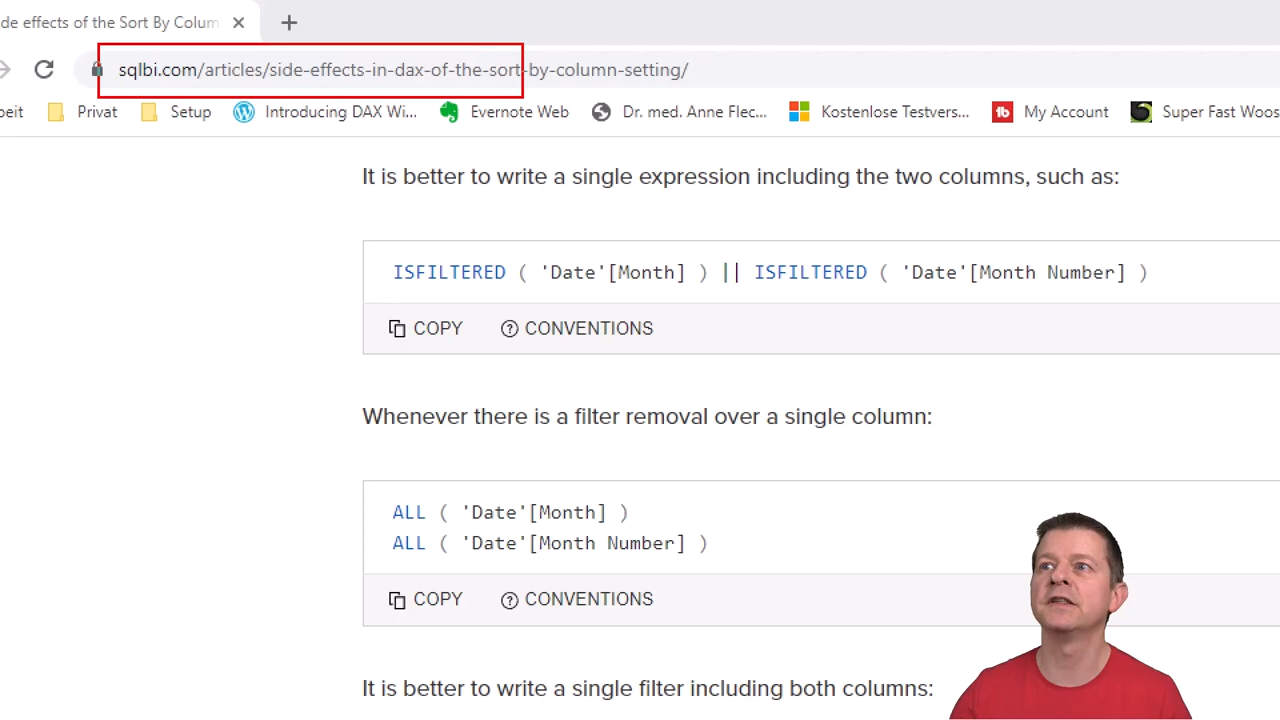 de effects of the Sort By Colum
sqlbi.com/articles/side-effects-in-dax-of-the-sort-by-column-setting/
beit Privat Setup Introducing DAX Wi... Evernote Web Dr. med. Anne Flec... Kostenlose Testvers... My Account Super Fast Woos
It is better to write a single expression including the two columns, such as:
ISFILTERED ( 'Date'[Month] ) || ISFILTERED ( 'Date'[Month Number] )
COPY CONVENTIONS
Whenever there is a filter removal over a single column:
ALL ( 'Date'[Month] )
ALL ( 'Date'[Month Number] )
COPY CONVENTIONS
It is better to write a single filter including both columns: